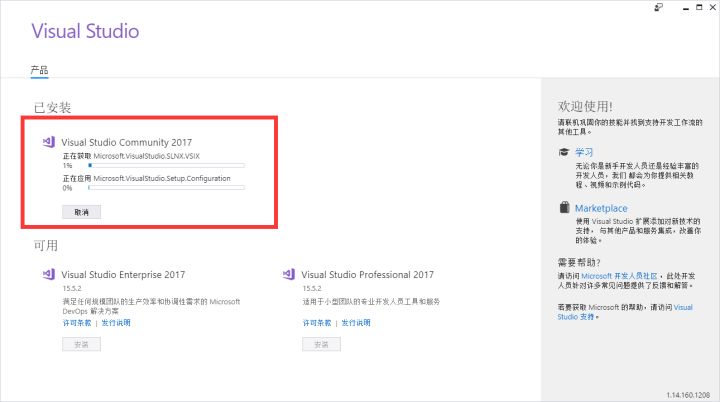 Visual Studio
产品
已安装
Visual Studio Community 2017
正在获取 Microsoft.VisualStudio.SLNX.VSIX
1%
正在应用 Microsoft.VisualStudio.Setup.Configuration
0%
取消
可用
Visual Studio Enterprise 2017
15.5.2
满足任何规模团队的生产效率和协调性需求的 Microsoft
DevOps 解决方案
许可条款 | 发行说明
安装
Visual Studio Professional 2017
15.5.2
适用于小型团队的专业开发人员工具和服务
许可条款 | 发行说明
安装
欢迎使用!
请联机巩固你的技能并找到支持开发工作流的
其他工具。
学习
无论你是新手开发人员还是经验丰富的
开发人员，我们 都会为你提供相关教
程、视频和示例代码。
Marketplace
使用 Visual Studio 扩展添加对新技术的
支持， 与其他产品和服务集成，改善你
的体验。
需要帮助?
请访问 Microsoft 开发人员社区 ，此处开发
人员针对许多常见问题提供了反馈和解答。
若要获取 Microsoft 的帮助，请访问 Visual
Studio 支持。
1.14.160.1208